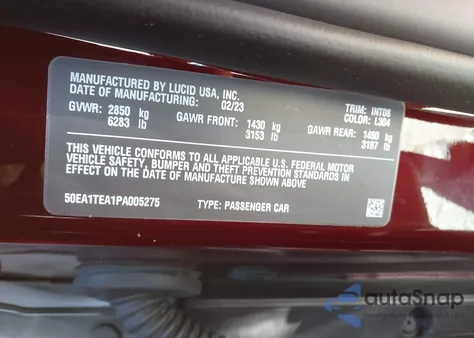 MANUFACTURED BY LUCID USA, INC.
DATE OF MANUFACTURING: 02/23 TRIM: INT08
COLOR: L304
GVWR: 2850 kg GAWR FRONT: 1430 kg GAWR REAR: 1450 kg
6283 lb 3153 lb 3197 lb
THIS VEHICLE CONFORMS TO ALL APPLICABLE U.S. FEDERAL MOTOR
VEHICLE SAFETY, BUMPER AND THEFT PREVENTION STANDARDS IN
EFFECT ON THE DATE OF MANUFACTURE SHOWN ABOVE
50EA1TEA1PA005275 TYPE: PASSENGER CAR
autoSnap